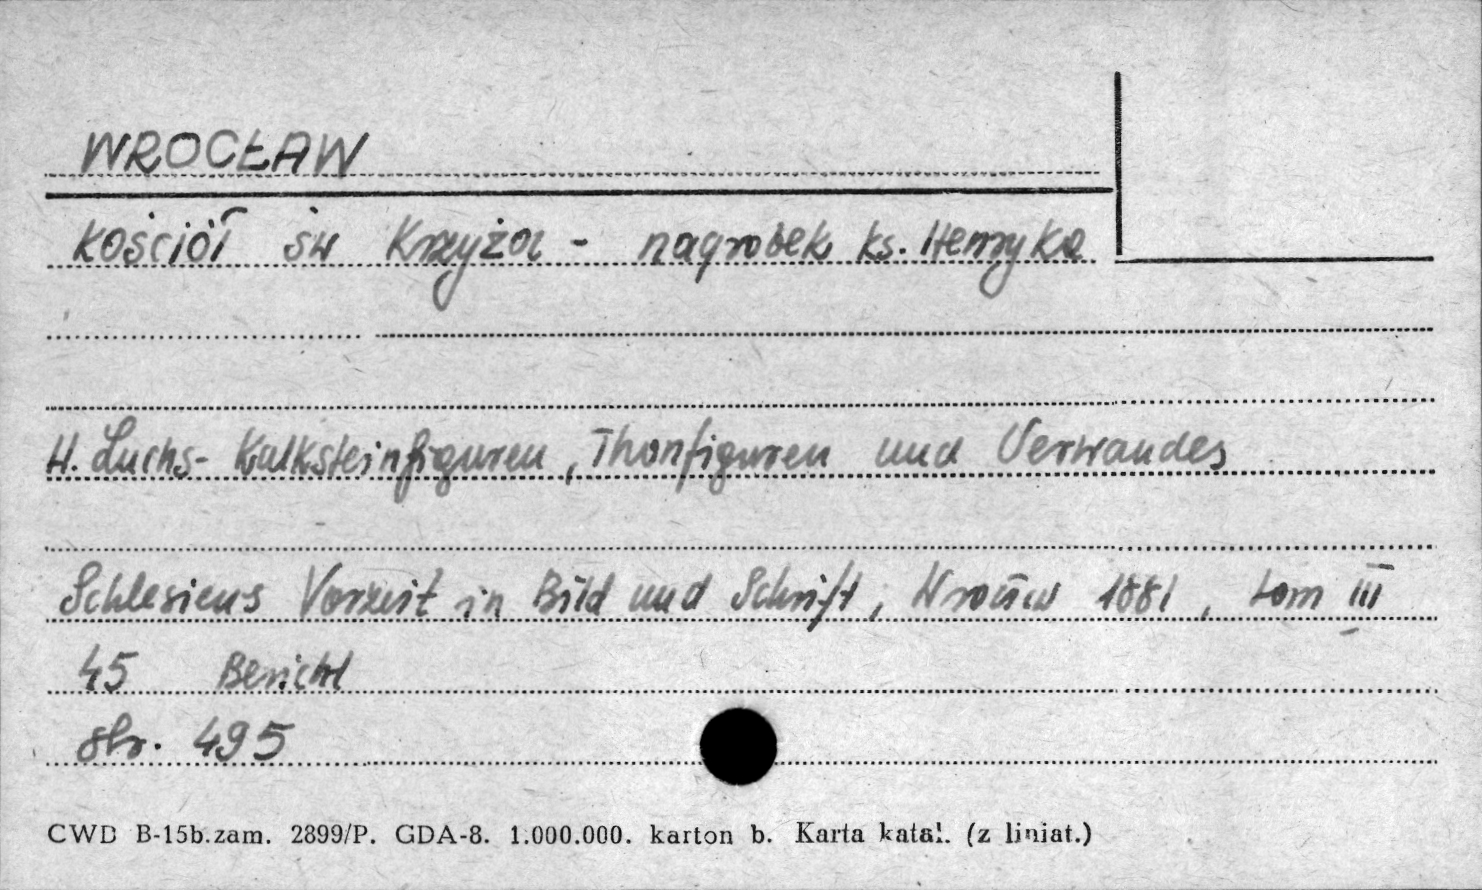 WROCŁAW
Kościół św Krzyża - nagrobek ks. Henryka
H. Luchs - Kalksteinfiguren, Thonfiguren und Verwandes
Schlesiens Vorzeit in Bild und Schrift, Wrocław 1881, tom III
45 Bericht
str. 495
CWD B-15b.zam. 2899/P. GDA-8. 1.000.000. karton b. Karta katal. (z liniat.)